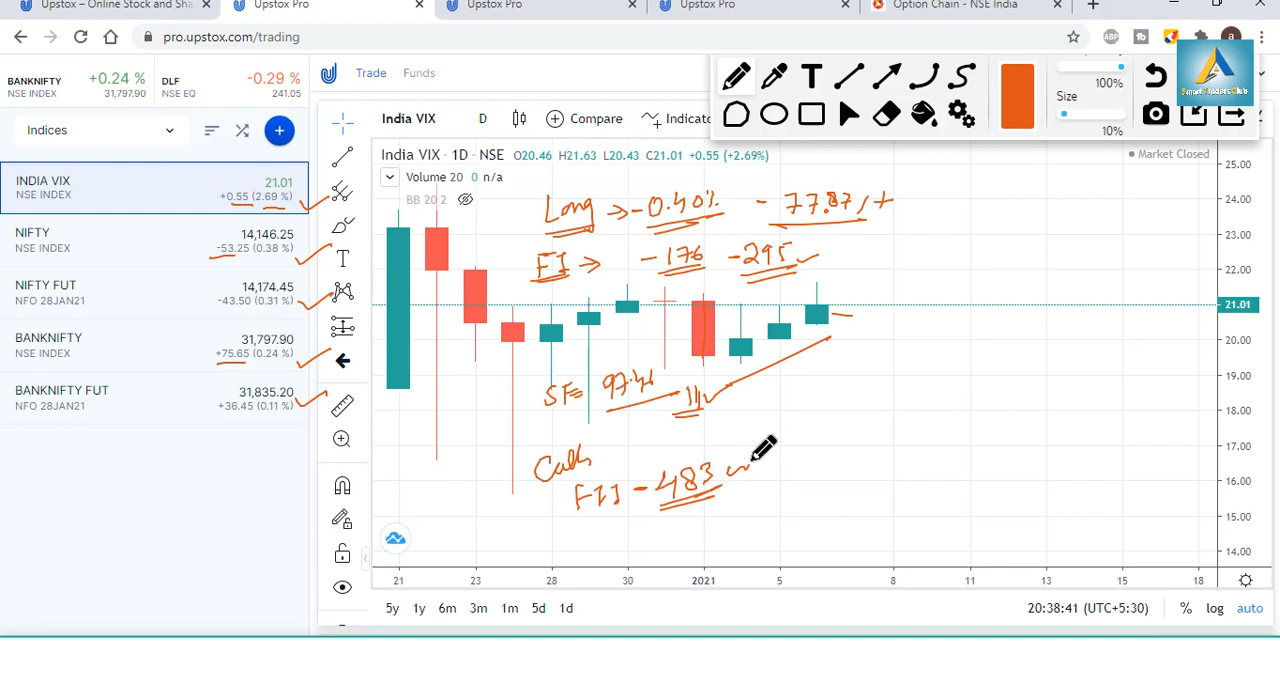 Upstox – Online Stock and Sha
Upstox Pro
Upstox Pro
Upstox Pro
Option Chain - NSE India
pro.upstox.com/trading
ABP
a
BANKNIFTY
NSE INDEX
+0.24 %
31,797.90
DLF
NSE EQ
-0.29 %
241.05
Trade
Funds
100%
Size
10%
Smart Traders Club
Indices
India VIX
D
Compare
Indicato
INDIA VIX
NSE INDEX
21.01
+0.55 (2.69 %)
NIFTY
NSE INDEX
14,146.25
-53.25 (0.38 %)
NIFTY FUT
NFO 28JAN21
14,174.45
-43.50 (0.31 %)
BANKNIFTY
NSE INDEX
31,797.90
+75.65 (0.24 %)
BANKNIFTY FUT
NFO 28JAN21
31,835.20
+36.45 (0.11 %)
India VIX · 1D · NSE O20.46 H21.63 L20.43 C21.01 +0.55 (+2.69%)
Market Closed
Volume 20 0 n/a
BB 20 2
Long → -0.40% - 77.87%
FI → -176 -295
SF= 97.46
Calls
FII - 483
25.00
24.00
23.00
22.00
21.01
20.00
19.00
18.00
17.00
16.00
15.00
14.00
21 23 28 30 2021 5 8 11 13 15 18
5y 1y 6m 3m 1m 5d 1d
20:38:41 (UTC+5:30) % log auto